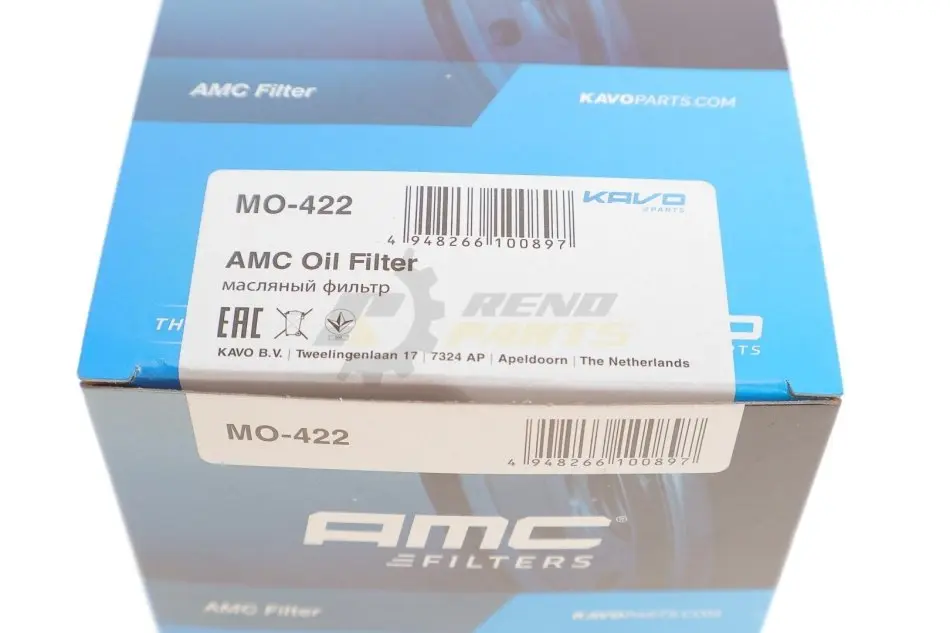 AMC Filter
KAVOPARTS.COM
MO-422
4 948266 100897
KAVO
PARTS
AMC Oil Filter
масляный фильтр
RENO
PARTS
EAC
TH
RTS
KAVO B.V. | Tweelingenlaan 17 | 7324 AP | Apeldoorn | The Netherlands
MO-422
4 948266 100897
AMC®
FILTERS
AMC Filter
KAVOPARTS.COM